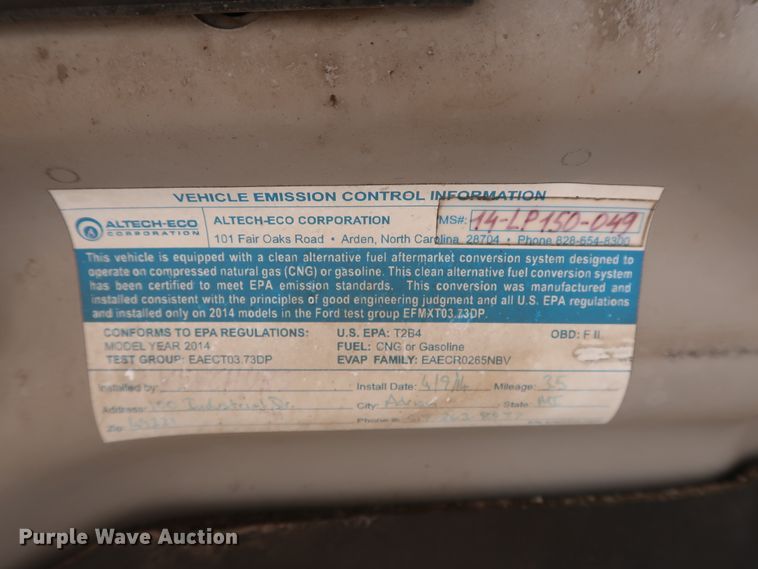 VEHICLE EMISSION CONTROL INFORMATION
ALTECH-ECO CORPORATION
ALTECH-ECO CORPORATION MS#: 14-LP150-049
101 Fair Oaks Road • Arden, North Carolina 28704 • Phone 828-654-8300
This vehicle is equipped with a clean alternative fuel aftermarket conversion system designed to
operate on compressed natural gas (CNG) or gasoline. This clean alternative fuel conversion system
has been certified to meet EPA emission standards. This conversion was manufactured and
installed consistent with the principles of good engineering judgment and all U.S. EPA regulations
and installed only on 2014 models in the Ford test group EFMXT03.73DP.
CONFORMS TO EPA REGULATIONS: U.S. EPA: T2B4 OBD: F II
MODEL YEAR 2014 FUEL: CNG or Gasoline
TEST GROUP: EAECT03.73DP EVAP FAMILY: EAECR0265NBV
Installed by: Install Date: 4/9/14 Mileage: 35
Address: 100 Industrial Dr. City: State:
Zip: Phone #:
Purple Wave Auction